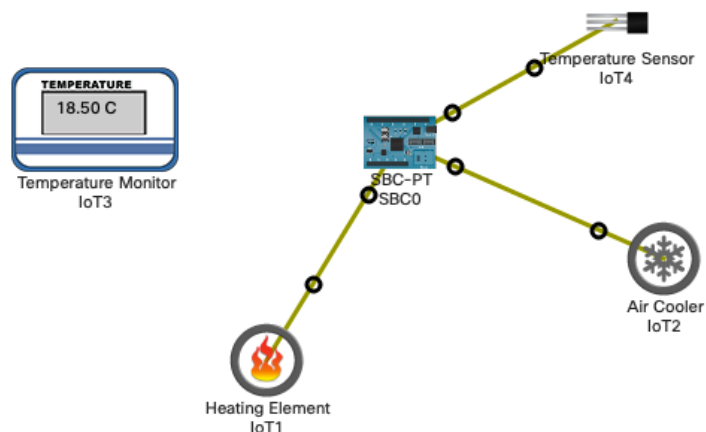 Temperature Sensor
IoT4
TEMPERATURE
18.50 C
Temperature Monitor
IoT3
SBC-PT
SBC0
Air Cooler
IoT2
Heating Element
IoT1